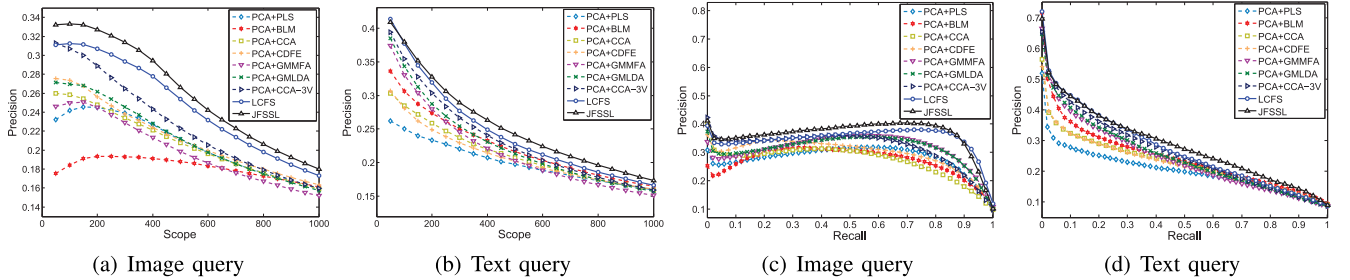 0.34
0.32
0.3
0.28
0.26
0.24
0.22
0.2
0.18
0.16
0.14
Precision
0 200 400 600 800 1000
Scope
PCA+PLS
PCA+BLM
PCA+CCA
PCA+CDFE
PCA+GMMFA
PCA+GMLDA
PCA+CCA-3V
LCFS
JFSSL
(a) Image query
0.4
0.3
0.2
0.1
Precision
0 200 400 600 800 1000
Scope
PCA+PLS
PCA+BLM
PCA+CCA
PCA+CDFE
PCA+GMMFA
PCA+GMLDA
PCA+CCA-3V
LCFS
JFSSL
(b) Text query
0.8
0.7
0.6
0.5
0.4
0.3
0.2
0.1
Precision
0 0.1 0.2 0.3 0.4 0.5 0.6 0.7 0.8 0.9 1
Recall
PCA+PLS
PCA+BLM
PCA+CCA
PCA+CDFE
PCA+GMMFA
PCA+GMLDA
PCA+CCA-3V
LCFS
JFSSL
(c) Image query
0.7
0.6
0.5
0.4
0.3
0.2
0.1
Precision
0 0.1 0.2 0.3 0.4 0.5 0.6 0.7 0.8 0.9 1
Recall
PCA+PLS
PCA+BLM
PCA+CCA
PCA+CDFE
PCA+GMMFA
PCA+GMLDA
PCA+CCA-3V
LCFS
JFSSL
(d) Text query